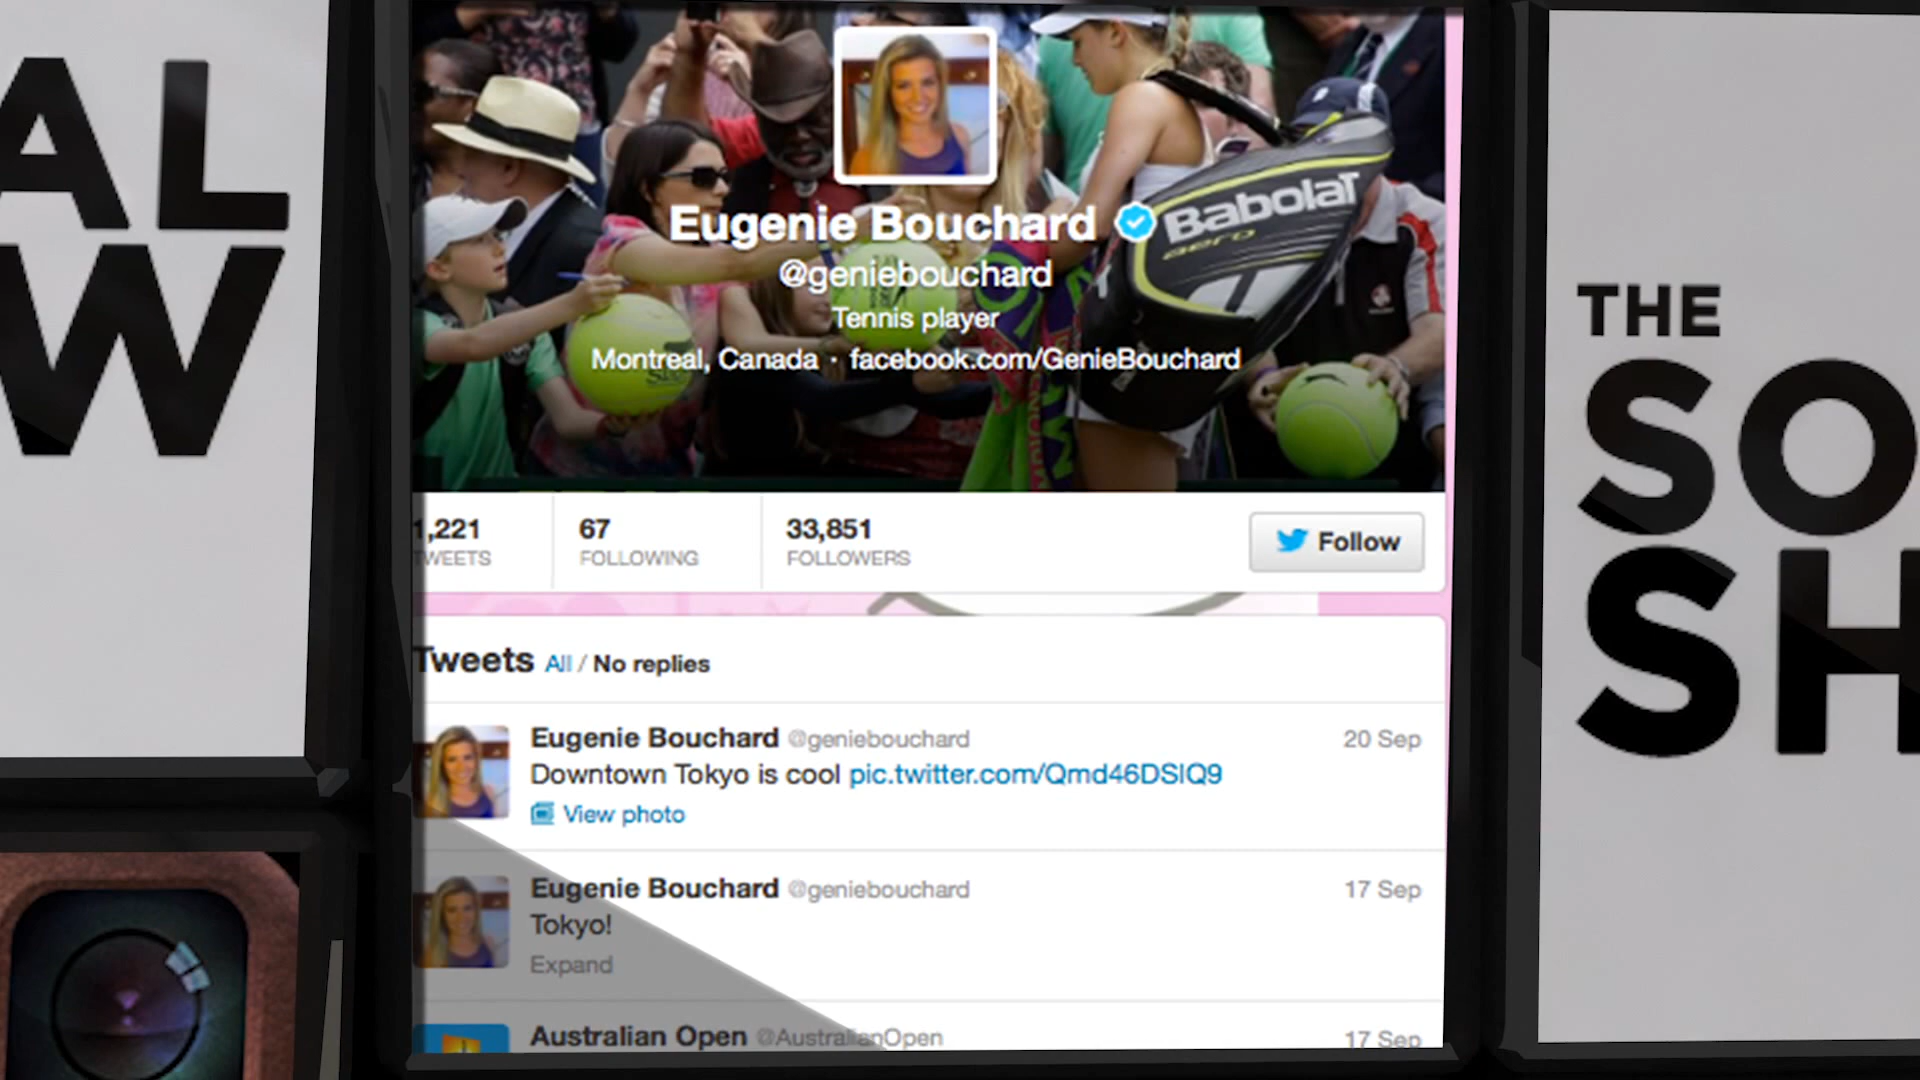 AL
W
Eugenie Bouchard
Babolat
aero
@geniebouchard
Tennis player
Montreal, Canada · facebook.com/GenieBouchard
1,221
TWEETS
67
FOLLOWING
33,851
FOLLOWERS
Follow
Tweets All / No replies
Eugenie Bouchard @geniebouchard 20 Sep
Downtown Tokyo is cool pic.twitter.com/Qmd46DSIQ9
View photo
Eugenie Bouchard @geniebouchard 17 Sep
Tokyo!
Expand
Australian Open @AustralianOpen 17 Sep
THE
SO
SH